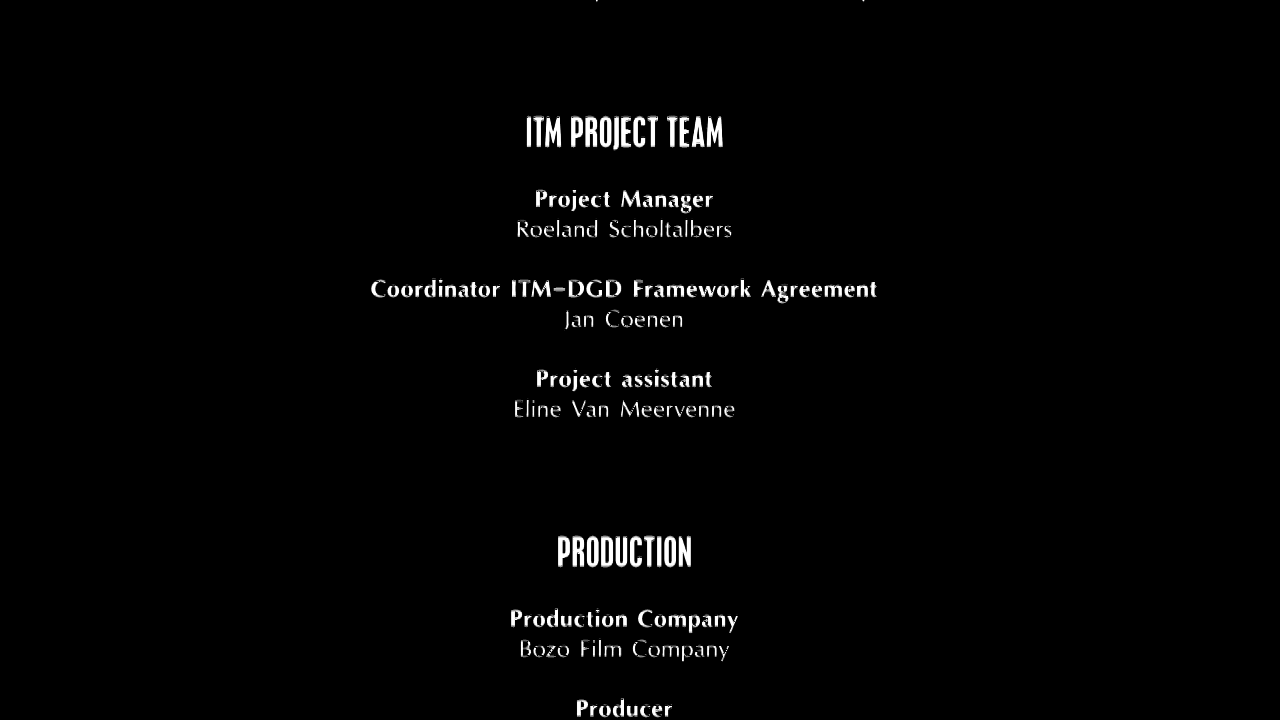 ITM PROJECT TEAM
Project Manager
Roeland Scholtalbers
Coordinator ITM-DGD Framework Agreement
Jan Coenen
Project assistant
Eline Van Meervenne
PRODUCTION
Production Company
Bozo Film Company
Producer